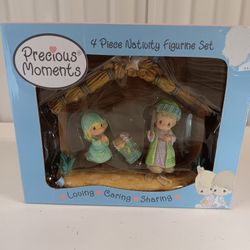 Precious®
Moments
4 Piece Nativity Figurine Set
Loving • Caring • Sharing